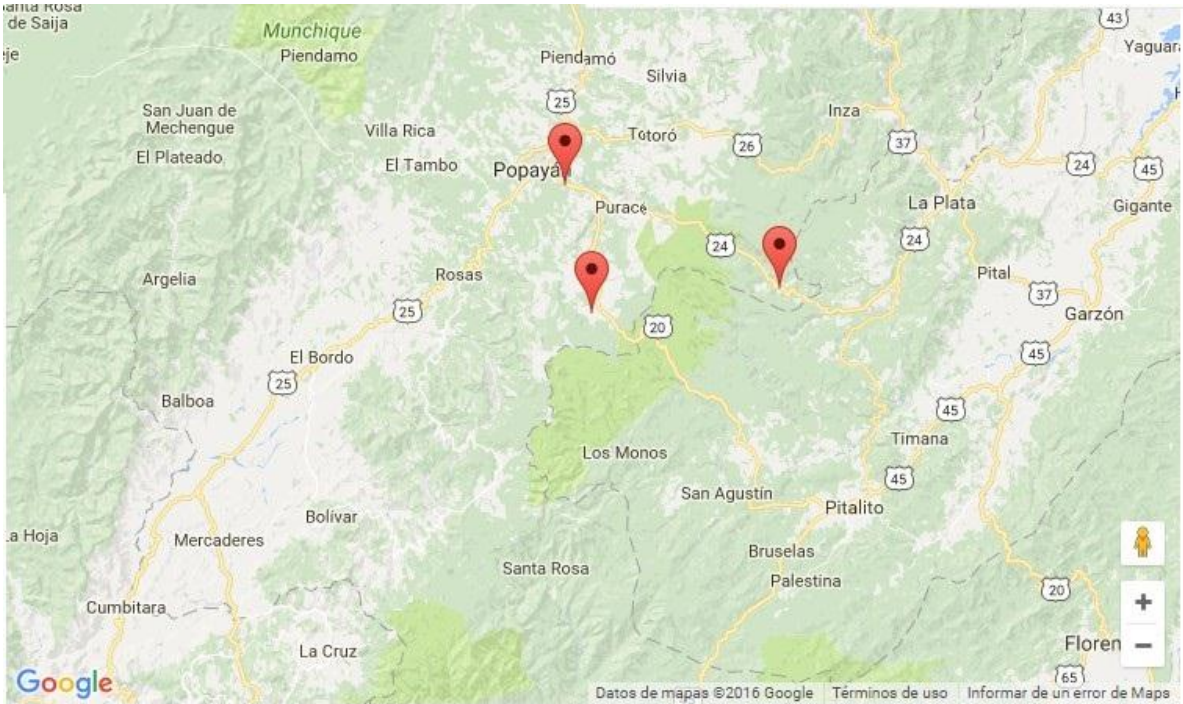 Santa Rosa
de Saija
Munchique
Piendamo
Piendamó
Silvia
43
25
San Juan de
Mechengue
Villa Rica
Totoró
26
Inza
37
El Plateado
El Tambo
Popayán
24
45
Puracé
La Plata
Gigante
24
24
Argelia
Rosas
Pital
37
Garzón
25
20
45
El Bordo
25
Balboa
45
Timana
Los Monos
45
San Agustín
Pitalito
Bolívar
La Hoja
Mercaderes
Bruselas
Santa Rosa
Palestina
20
Cumbitara
La Cruz
Floren
65
Google
Datos de mapas ©2016 Google
Términos de uso
Informar de un error de Maps